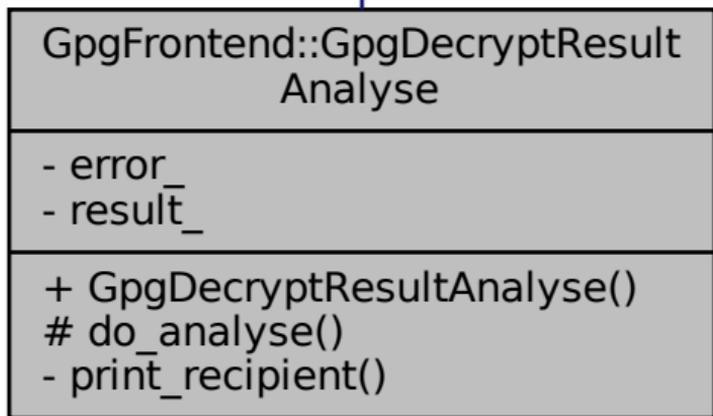 GpgFrontend::GpgDecryptResult
Analyse
- error_
- result_
+ GpgDecryptResultAnalyse()
# do_analyse()
- print_recipient()